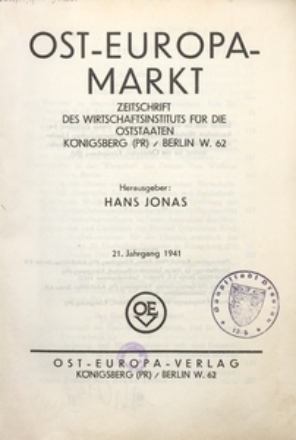 OST-EUROPA-
MARKT
ZEITSCHRIFT
DES WIRTSCHAFTSINSTITUTS FÜR DIE
OSTSTAATEN
KÖNIGSBERG (PR) / BERLIN W. 62
Herausgeber:
HANS JONAS
21. Jahrgang 1941
OE
OST-EUROPA-VERLAG
KÖNIGSBERG (PR) / BERLIN W. 62